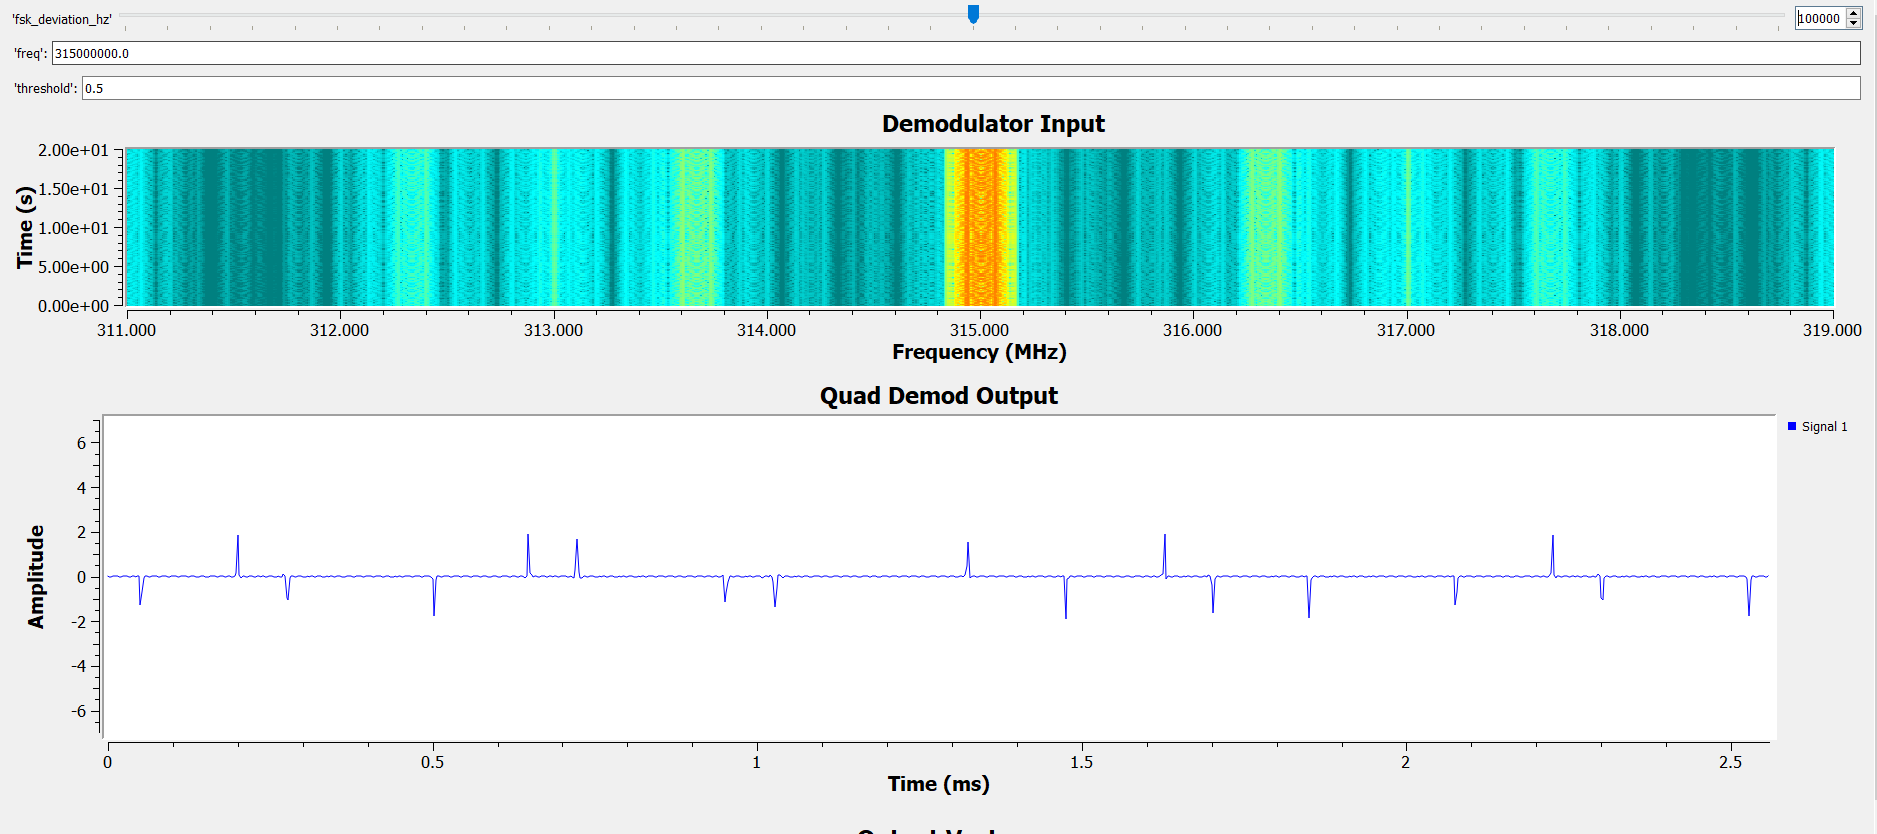 'fsk_deviation_hz' 100000
'freq': 315000000.0
'threshold': 0.5
Demodulator Input
2.00e+01
1.50e+01
1.00e+01
5.00e+00
0.00e+00
Time (s)
311.000 312.000 313.000 314.000 315.000 316.000 317.000 318.000 319.000
Frequency (MHz)
Quad Demod Output
Signal 1
6
4
2
0
-2
-4
-6
Amplitude
0 0.5 1 1.5 2 2.5
Time (ms)